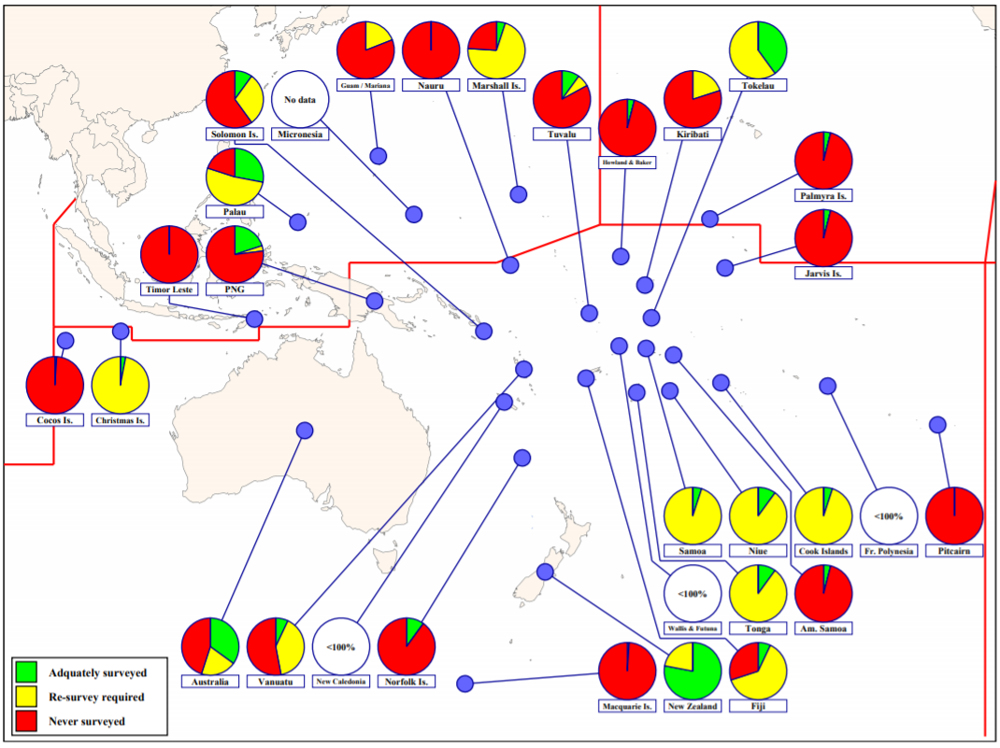 Guam / Mariana
Nauru
Marshall Is.
Tokelau
No data
Solomon Is.
Micronesia
Tuvalu
Kiribati
Howland & Baker
Palmyra Is.
Palau
Jarvis Is.
Timor Leste
PNG
Cocos Is.
Christmas Is.
<100%
Samoa
Niue
Cook Islands
Fr. Polynesia
Pitcairn
<100%
Wallis & Futuna
Tonga
Am. Samoa
<100%
Australia
Vanuatu
New Caledonia
Norfolk Is.
Macquarie Is.
New Zealand
Fiji
Adquately surveyed
Re-survey required
Never surveyed